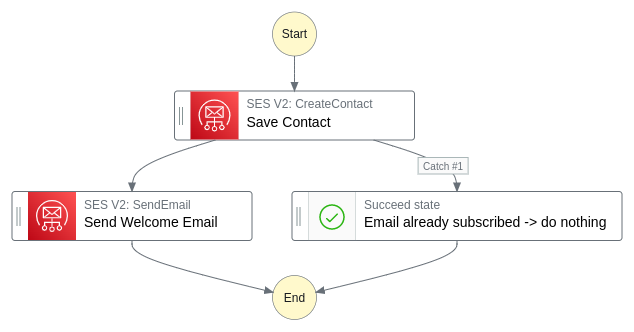 Start
SES V2: CreateContact
Save Contact
Catch #1
SES V2: SendEmail
Send Welcome Email
Succeed state
Email already subscribed -> do nothing
End